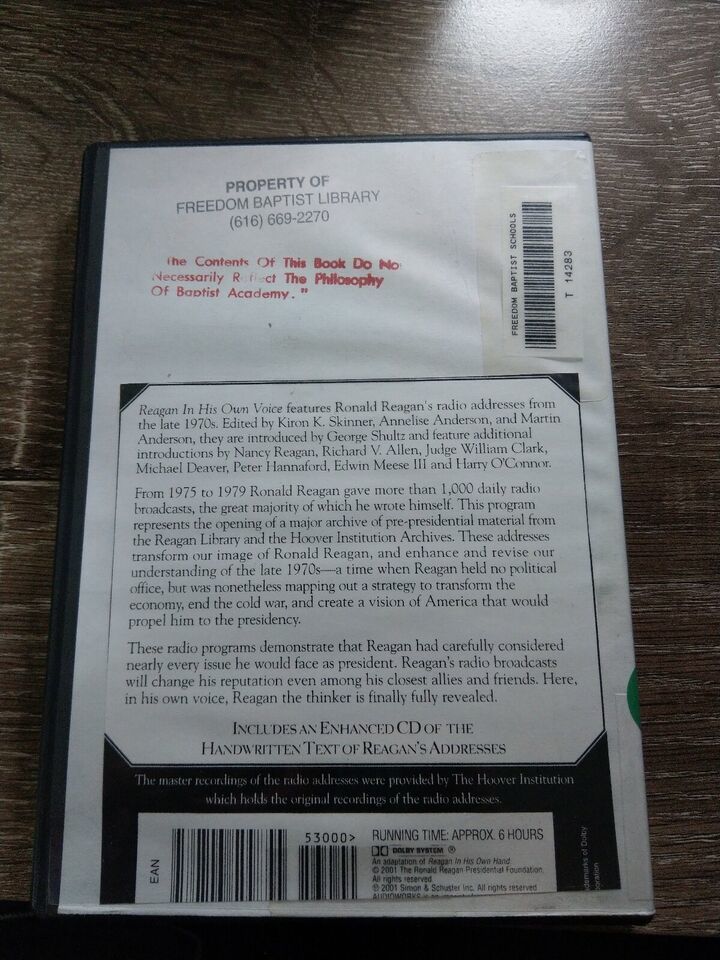 PROPERTY OF
FREEDOM BAPTIST LIBRARY
(616) 669-2270
FREEDOM BAPTIST SCHOOLS
T 14283
The Contents Of This Book Do No
Necessarily R ect The Philosophy
Of Baptist Academy."
Reagan In His Own Voice features Ronald Reagan's radio addresses from
the late 1970s. Edited by Kiron K. Skinner, Annelise Anderson, and Martin
Anderson, they are introduced by George Shultz and feature additional
introductions by Nancy Reagan, Richard V. Allen, Judge William Clark,
Michael Deaver, Peter Hannaford, Edwin Meese III and Harry O'Connor.
From 1975 to 1979 Ronald Reagan gave more than 1,000 daily radio
broadcasts, the great majority of which he wrote himself. This program
represents the opening of a major archive of pre-presidential material from
the Reagan Library and the Hoover Institution Archives. These addresses
transform our image of Ronald Reagan, and enhance and revise our
understanding of the late 1970s—a time when Reagan held no political
office, but was nonetheless mapping out a strategy to transform the
economy, end the cold war, and create a vision of America that would
propel him to the presidency.
These radio programs demonstrate that Reagan had carefully considered
nearly every issue he would face as president. Reagan's radio broadcasts
will change his reputation even among his closest allies and friends. Here,
in his own voice, Reagan the thinker is finally fully revealed.
INCLUDES AN ENHANCED CD OF THE
HANDWRITTEN TEXT OF REAGAN'S ADDRESSES
The master recordings of the radio addresses were provided by The Hoover Institution
which holds the original recordings of the radio addresses.
EAN
53000>
RUNNING TIME: APPROX. 6 HOURS
DOLBY SYSTEM ®
An adaptation of Reagan In His Own Hand
© 2001 The Ronald Reagan Presidential Foundation.
All rights reserved
℗ 2001 Simon & Schuster Inc. All rights reserved
demarks of Dolby
oration